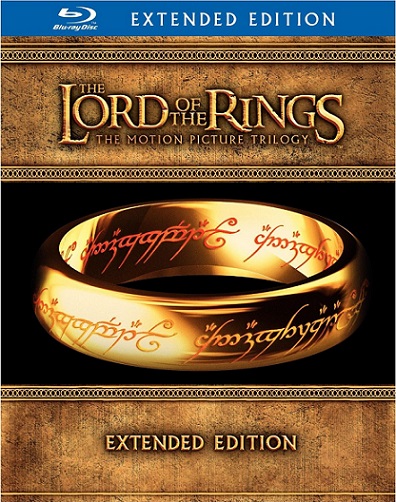 Blu-ray Disc
EXTENDED EDITION
THE
LORD OF THE RINGS
THE MOTION PICTURE TRILOGY
EXTENDED EDITION